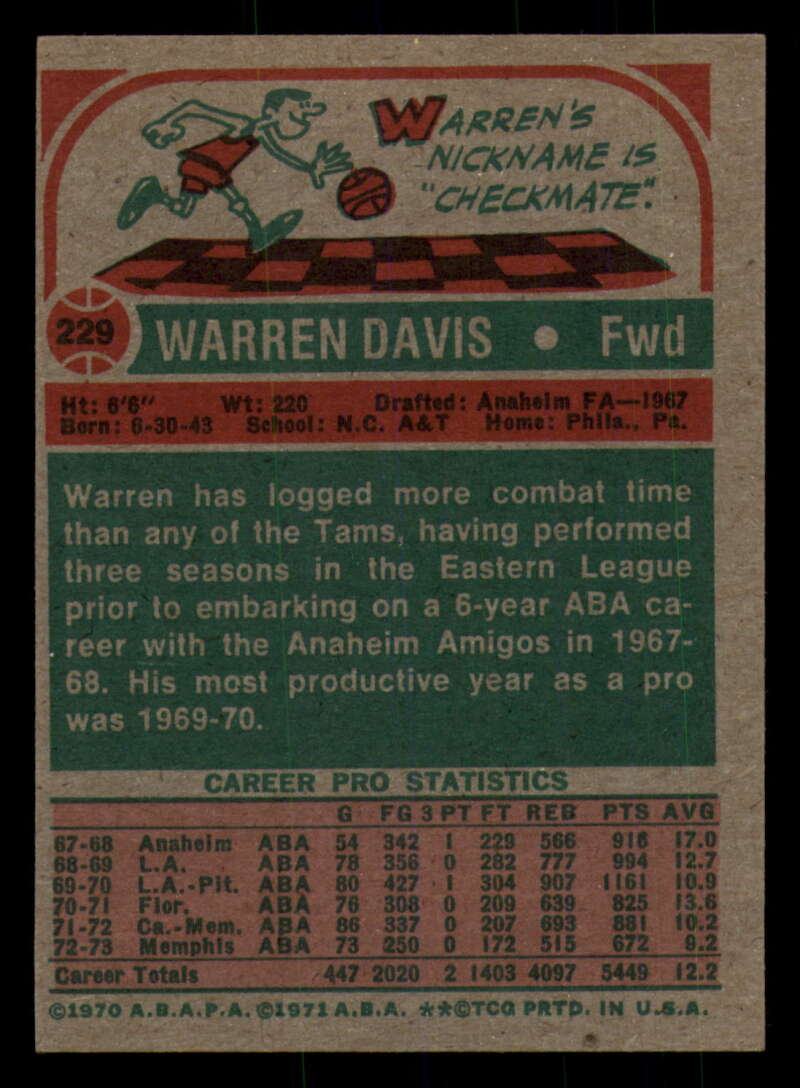 WARREN'S
NICKNAME IS
"CHECKMATE".
229 WARREN DAVIS • Fwd
Ht: 6'6" Wt: 220 Drafted: Anaheim FA—1967
Born: 6-30-43 School: N.C. A&T Home: Phila., Pa.
Warren has logged more combat time
than any of the Tams, having performed
three seasons in the Eastern League
prior to embarking on a 6-year ABA ca-
reer with the Anaheim Amigos in 1967-
68. His most productive year as a pro
was 1969-70.
CAREER PRO STATISTICS
G FG 3 PT FT REB PTS AVG
67-68 Anaheim ABA 54 342 1 229 566 916 17.0
68-69 L.A. ABA 78 356 0 282 777 994 12.7
69-70 L.A.-Pit. ABA 80 427 1 304 907 1161 10.9
70-71 Flor. ABA 76 308 0 209 639 825 13.6
71-72 Ca.-Mem. ABA 86 337 0 207 693 881 10.2
72-73 Memphis ABA 73 250 0 172 515 672 9.2
Career Totals 447 2020 2 1403 4097 5449 12.2
©1970 A.B.A.P.A. ©1971 A.B.A. **©TCG PRTD. IN U.S.A.